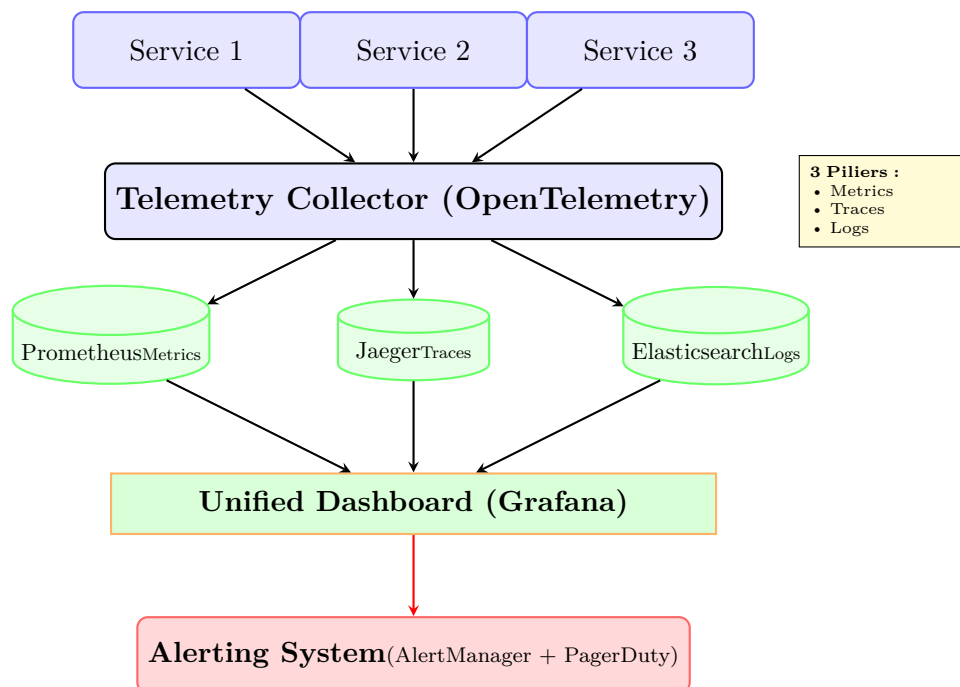 Service 1
Service 2
Service 3
Telemetry Collector (OpenTelemetry)
3 Piliers :
• Metrics
• Traces
• Logs
PrometheusMetrics
JaegerTraces
ElasticsearchLogs
Unified Dashboard (Grafana)
Alerting System(AlertManager + PagerDuty)